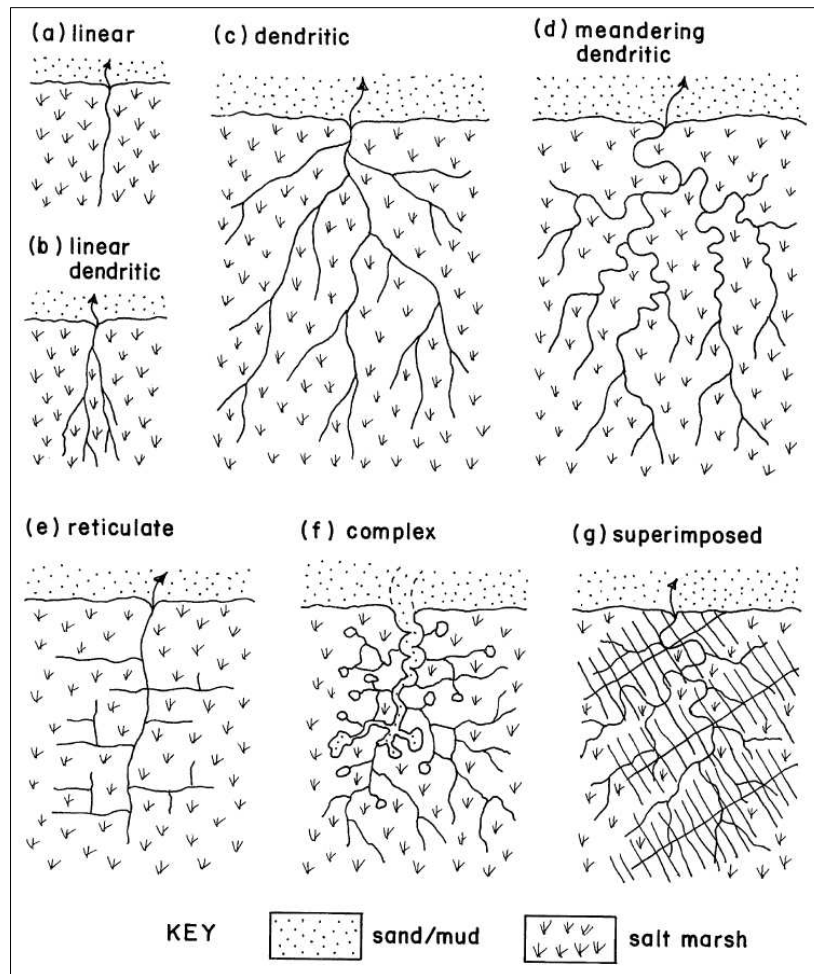 (a) linear
(b) linear
dendritic
(c) dendritic
(d) meandering
dendritic
(e) reticulate
(f) complex
(g) superimposed
KEY
sand/mud
salt marsh